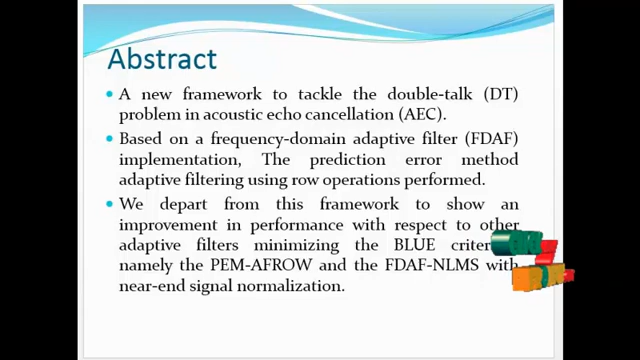 Abstract
A new framework to tackle the double-talk (DT)
problem in acoustic echo cancellation (AEC).
Based on a frequency-domain adaptive filter (FDAF)
implementation, The prediction error method
adaptive filtering using row operations performed.
We depart from this framework to show an
improvement in performance with respect to other
adaptive filters minimizing the BLUE
namely the PEM-AFROW and the FDAF-NLMS with
near-end signal normalization.